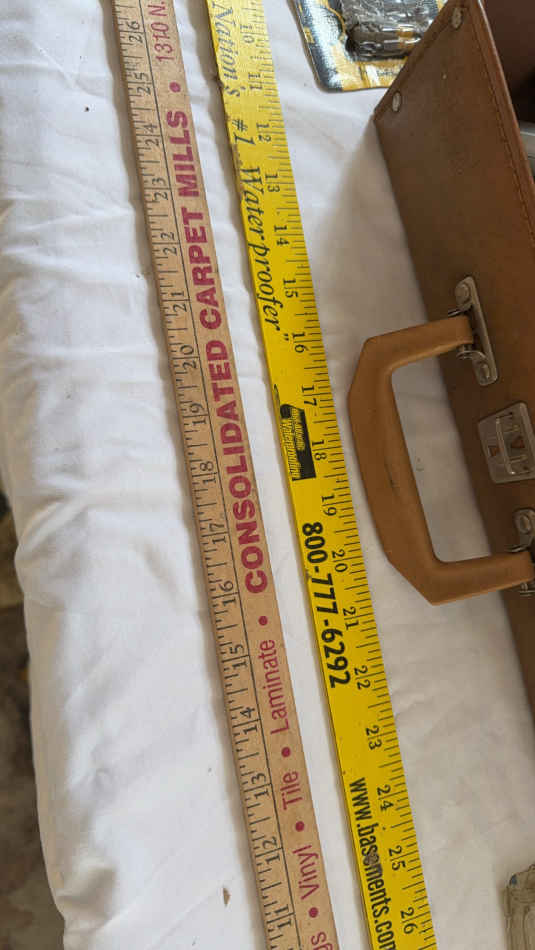 gs • Vinyl • Tile • Laminate • CONSOLIDATED CARPET MILLS • 1310 N.
11 12 13 14 15 16 17 18 19 20 21 22 23 24 25 26
Nation's #1 Waterproofer"
800-777-6292
www.basements.com
10 11 12 13 14 15 16 17 18 19 20 21 22 23 24 25 26